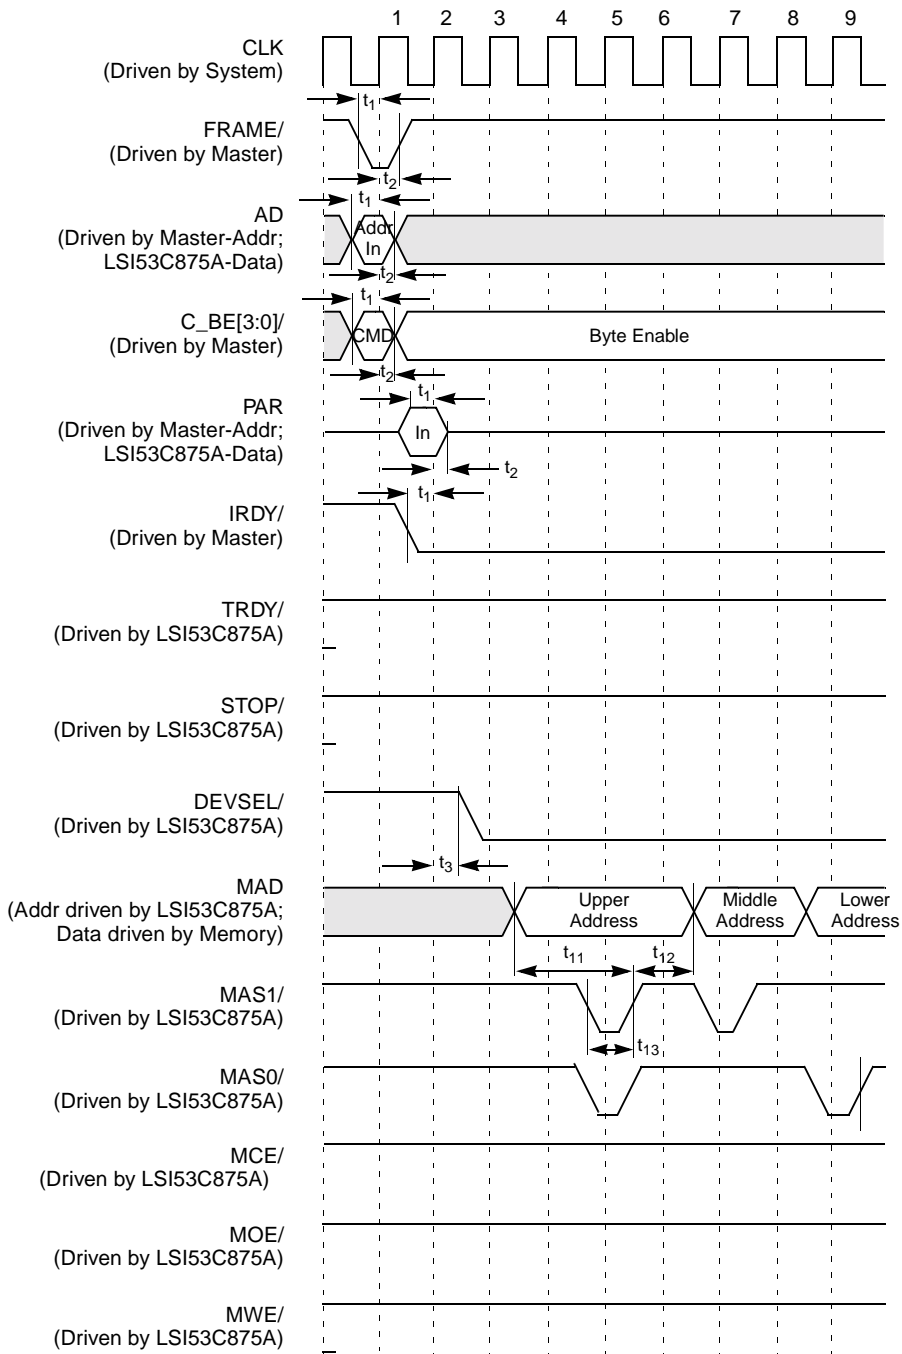 1 2 3 4 5 6 7 8 9
CLK
(Driven by System)
t1
FRAME/
(Driven by Master)
t2
t1
AD
(Driven by Master-Addr;
LSI53C875A-Data)
Addr
In
t2
t1
C_BE[3:0]/
(Driven by Master)
CMD
Byte Enable
t2
t1
PAR
(Driven by Master-Addr;
LSI53C875A-Data)
In
t2
t1
IRDY/
(Driven by Master)
TRDY/
(Driven by LSI53C875A)
STOP/
(Driven by LSI53C875A)
DEVSEL/
(Driven by LSI53C875A)
t3
MAD
(Addr driven by LSI53C875A;
Data driven by Memory)
Upper
Address
Middle
Address
Lower
Address
t11
t12
MAS1/
(Driven by LSI53C875A)
t13
MAS0/
(Driven by LSI53C875A)
MCE/
(Driven by LSI53C875A)
MOE/
(Driven by LSI53C875A)
MWE/
(Driven by LSI53C875A)